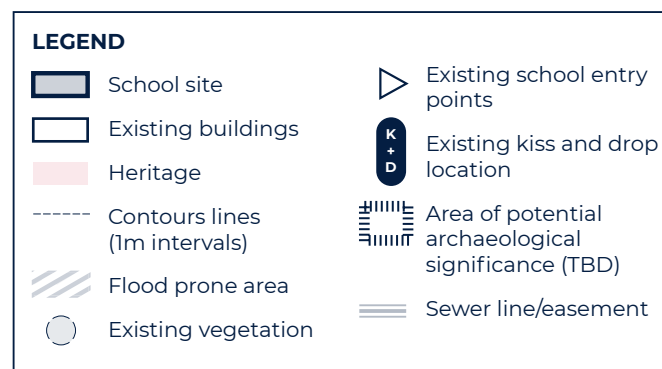 LEGEND
School site
Existing buildings
Heritage
Contours lines
(1m intervals)
Flood prone area
Existing vegetation
Existing school entry
points
K
+
D
Existing kiss and drop
location
Area of potential
archaeological
significance (TBD)
Sewer line/easement